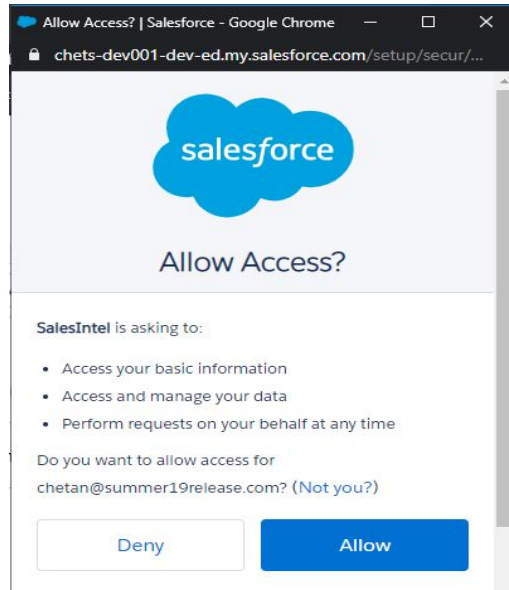 Allow Access? | Salesforce - Google Chrome
chets-dev001-dev-ed.my.salesforce.com/setup/secur/...
salesforce
Allow Access?
SalesIntel is asking to:
• Access your basic information
• Access and manage your data
• Perform requests on your behalf at any time
Do you want to allow access for
chetan@summer19release.com? (Not you?)
Deny
Allow